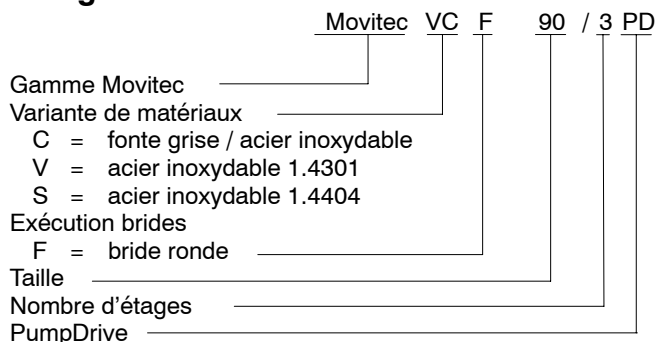 Movitec VC F 90 / 3 PD
Gamme Movitec
Variante de matériaux
C = fonte grise / acier inoxydable
V = acier inoxydable 1.4301
S = acier inoxydable 1.4404
Exécution brides
F = bride ronde
Taille
Nombre d'étages
PumpDrive